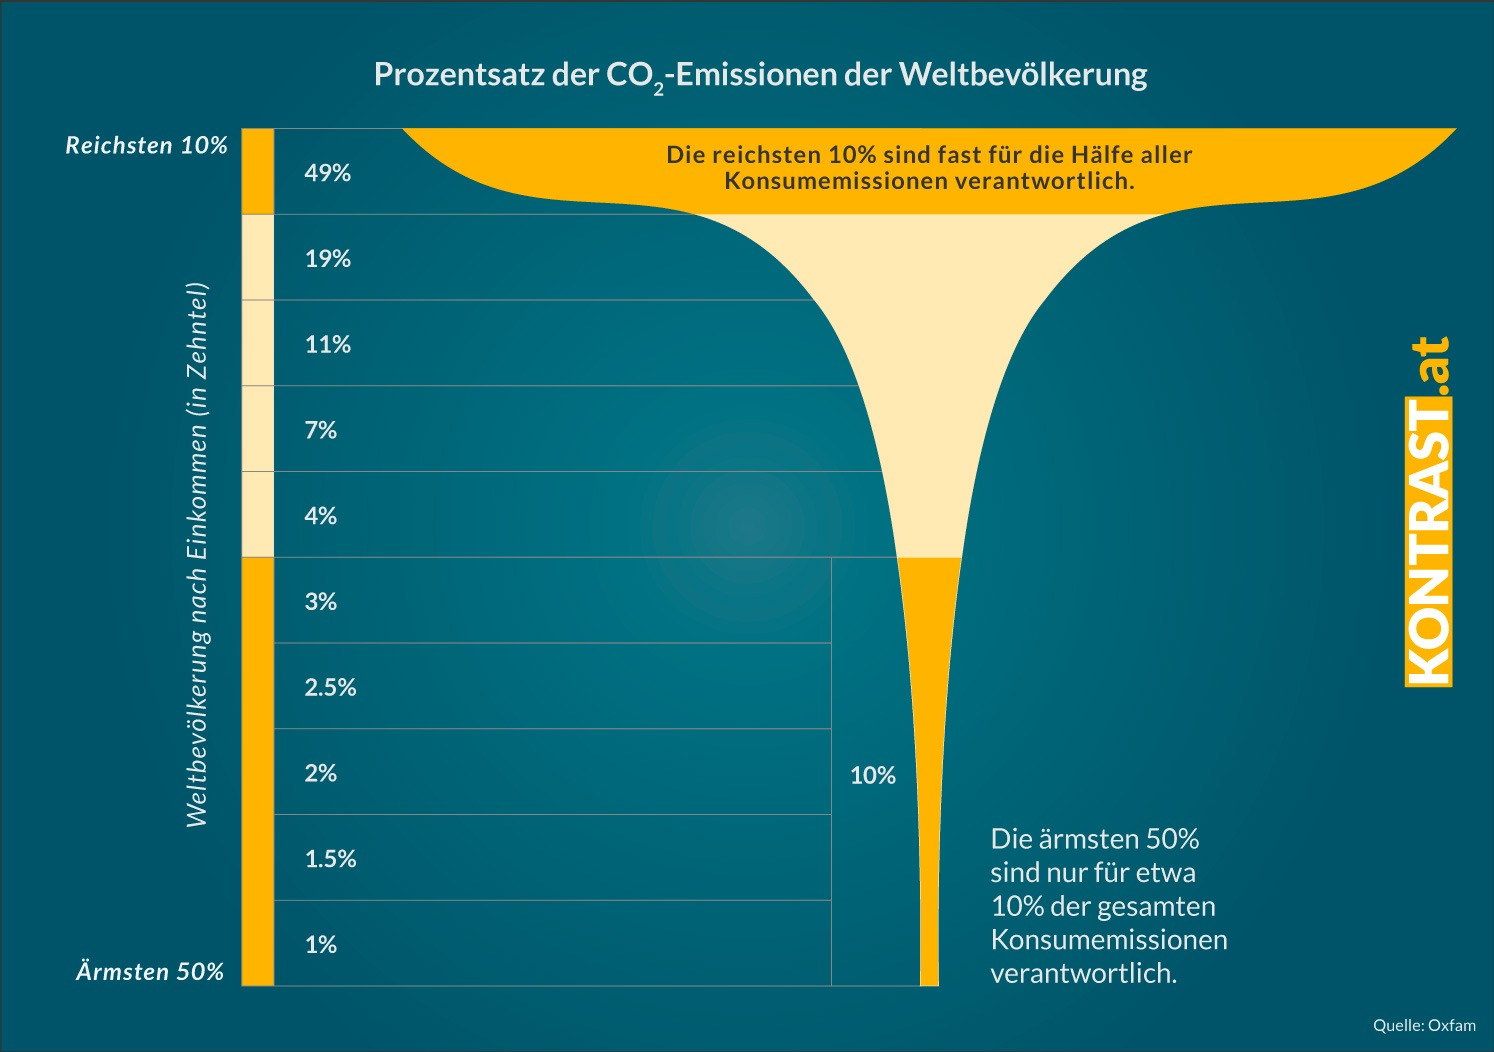 Prozentsatz der CO₂-Emissionen der Weltbevölkerung
Reichsten 10%
49%
Die reichsten 10% sind fast für die Hälfte aller
Konsumemissionen verantwortlich.
19%
11%
7%
4%
3%
2.5%
2%
1.5%
1%
10%
Weltbevölkerung nach Einkommen (in Zehntel)
Ärmsten 50%
Die ärmsten 50%
sind nur für etwa
10% der gesamten
Konsumemissionen
verantwortlich.
KONTRAST.at
Quelle: Oxfam